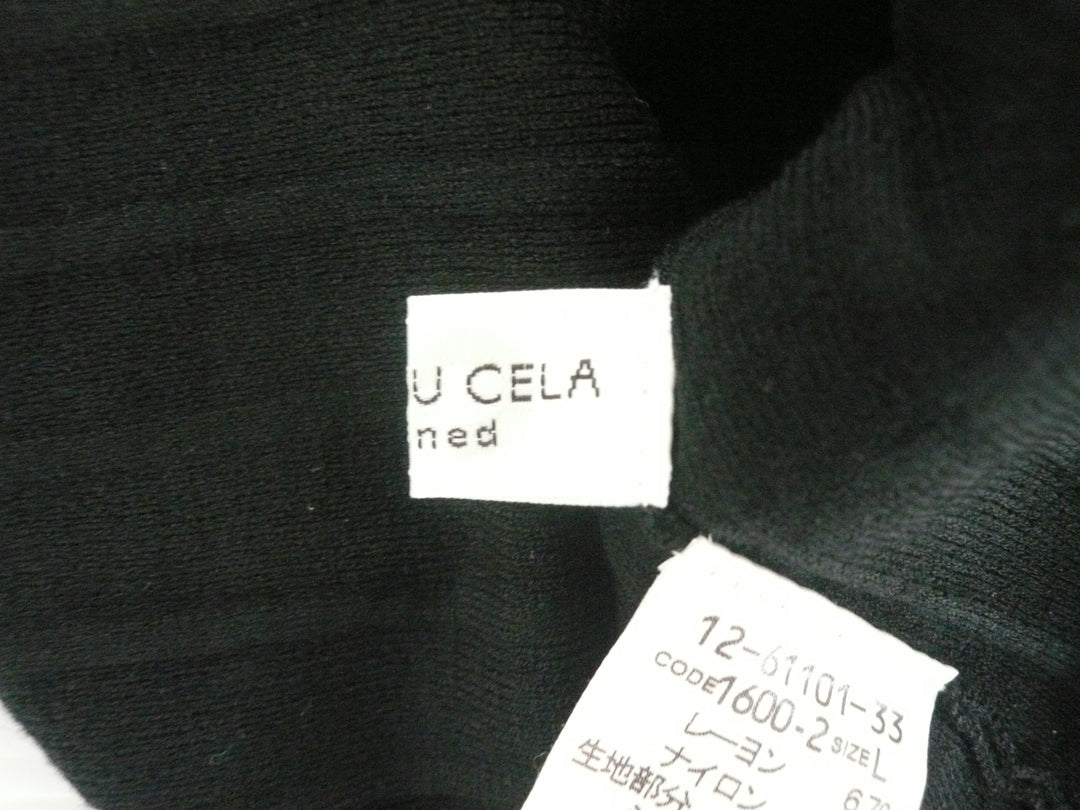 U CELA
ned
12-61101-33
CODE1600-2 SIZE L
レーヨン
ナイロン
生地部分